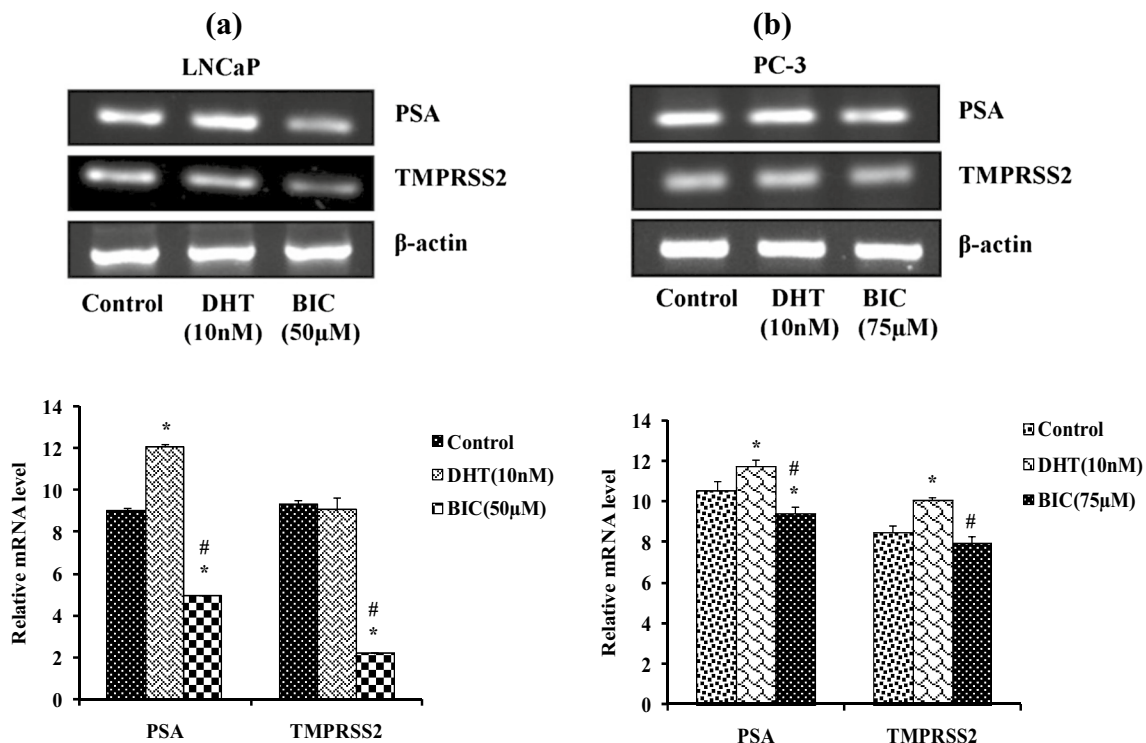 (a)
LNCaP
PSA
TMPRSS2
β-actin
Control DHT BIC
(10nM) (50μM)
14
12
10
8
6
4
2
0
Relative mRNA level
*
#
*
#
*
PSA TMPRSS2
Control
DHT(10nM)
BIC(50μM)
(b)
PC-3
PSA
TMPRSS2
β-actin
Control DHT BIC
(10nM) (75μM)
14
12
10
8
6
4
2
0
Relative mRNA level
*
#
*
*
#
PSA TMPRSS2
Control
DHT(10nM)
BIC(75μM)